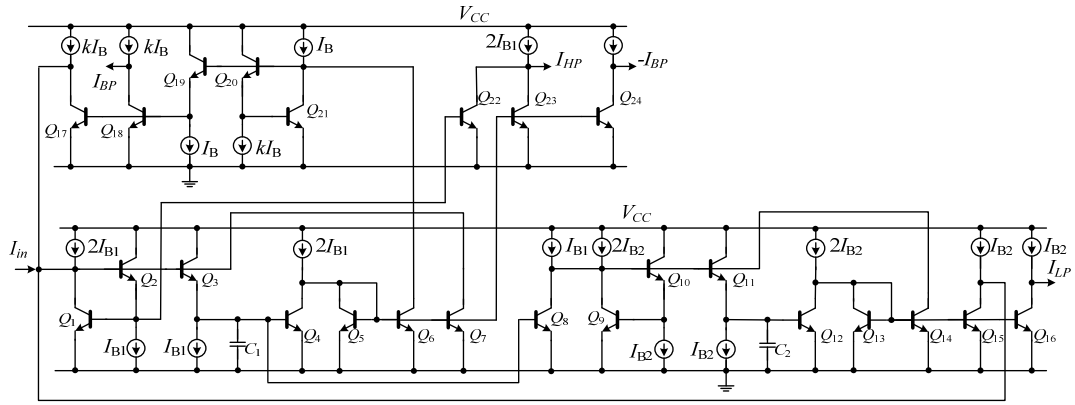 V_CC
kI_B kI_B I_B 2I_B1
I_BP I_HP -I_BP
Q_19 Q_20 Q_22 Q_23 Q_24
Q_17 Q_18 Q_21
I_B kI_B
V_CC
I_in 2I_B1 2I_B1 I_B1 2I_B2 2I_B2 I_B2 I_B2
Q_2 Q_3 Q_10 Q_11 I_LP
Q_1 Q_4 Q_5 Q_6 Q_7 Q_8 Q_9 Q_12 Q_13 Q_14 Q_15 Q_16
I_B1 I_B1 C_1 I_B2 I_B2 C_2